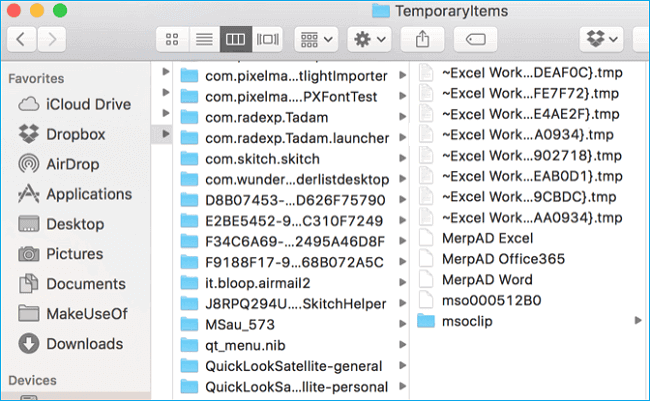 TemporaryItems
Favorites
iCloud Drive
Dropbox
AirDrop
Applications
Desktop
Pictures
Documents
MakeUseOf
Downloads
Devices
com.pixelma...tlightImporter
com.pixelma....PXFontTest
com.radexp.Tadam
com.radexp.Tadam.launcher
com.skitch.skitch
com.wunder...derlistdesktop
D8B07453-...D626F75790
E2BE5452-9...C310F7249
F34C6A69-...2495A46D8F
F9188F17-9...68B072A5C
it.bloop.airmail2
J8RPQ294U...SkitchHelper
MSau_573
qt_menu.nib
QuickLookSatellite-general
QuickLookSa...llite-personal
~Excel Work...DEAF0C}.tmp
~Excel Work...FE7F72}.tmp
~Excel Work...E4AE2F}.tmp
~Excel Work...A0934}.tmp
~Excel Work...902718}.tmp
~Excel Work...EAB0D1}.tmp
~Excel Work...9CBDC}.tmp
~Excel Work...AA0934}.tmp
MerpAD Excel
MerpAD Office365
MerpAD Word
mso000512B0
msoclip